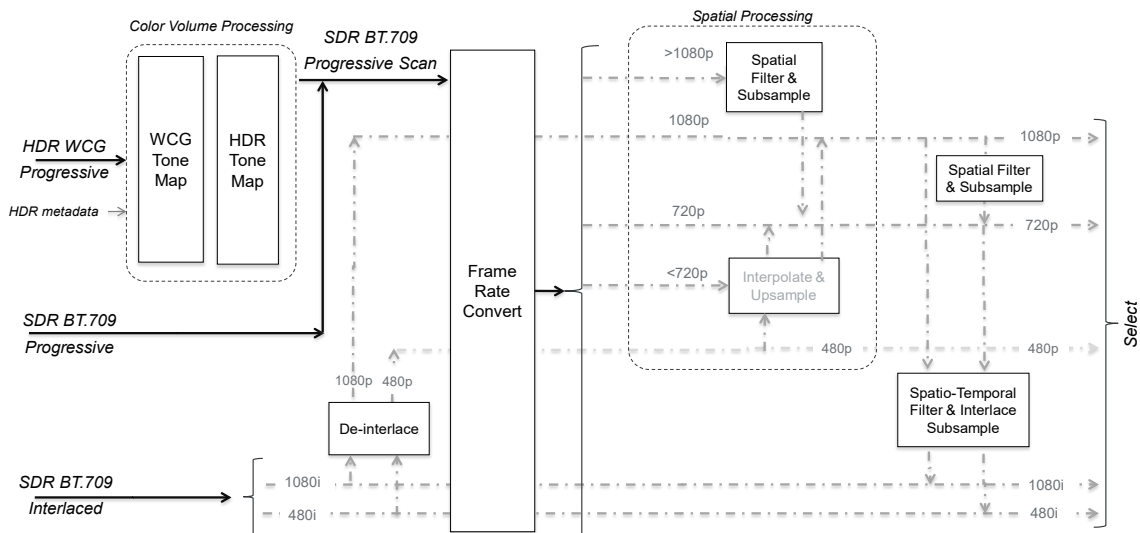 Color Volume Processing
WCG
Tone
Map
HDR
Tone
Map
HDR WCG
Progressive
HDR metadata
SDR BT.709
Progressive
SDR BT.709
Progressive Scan
SDR BT.709
Interlaced
1080p
480p
De-interlace
1080i
480i
Frame
Rate
Convert
Spatial Processing
>1080p
Spatial
Filter &
Subsample
1080p
720p
<720p
Interpolate &
Upsample
480p
1080p
Spatial Filter
& Subsample
720p
480p
Spatio-Temporal
Filter & Interlace
Subsample
1080i
480i
Select